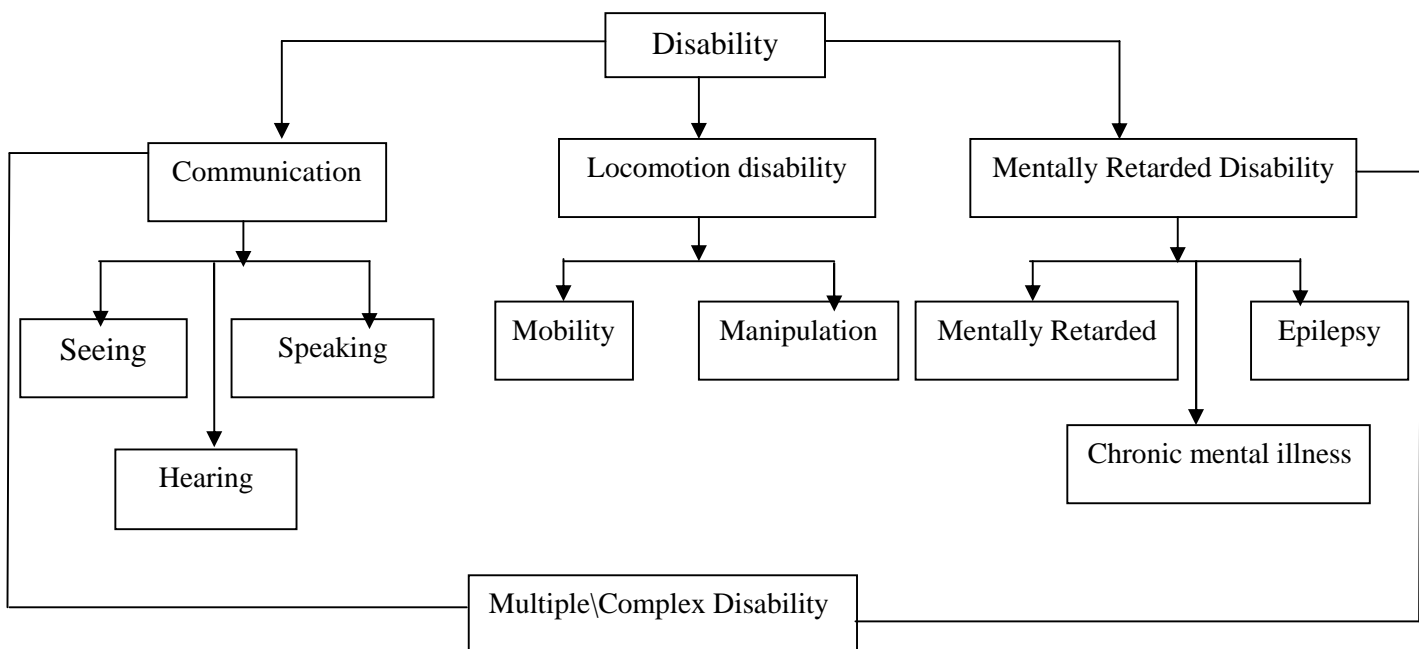 Disability
Communication
Locomotion disability
Mentally Retarded Disability
Seeing
Speaking
Mobility
Manipulation
Mentally Retarded
Epilepsy
Hearing
Chronic mental illness
Multiple\Complex Disability